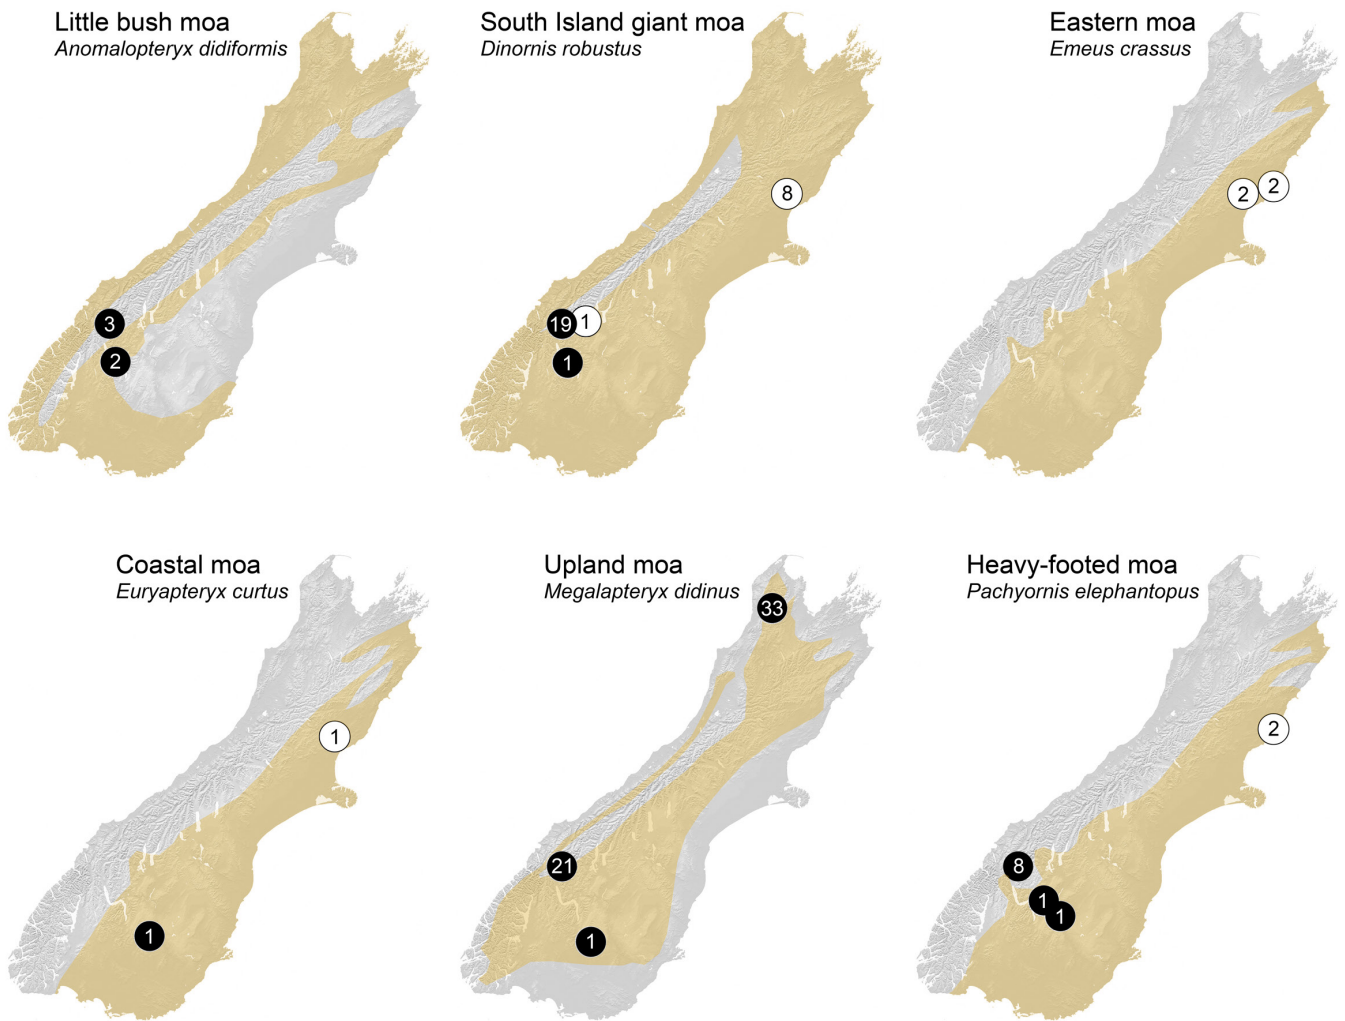 Little bush moa
Anomalopteryx didiformis
3
2
South Island giant moa
Dinornis robustus
8
19
1
1
Eastern moa
Emeus crassus
2
2
Coastal moa
Euryapteryx curtus
1
1
Upland moa
Megalapteryx didinus
33
21
1
Heavy-footed moa
Pachyornis elephantopus
2
8
1
1